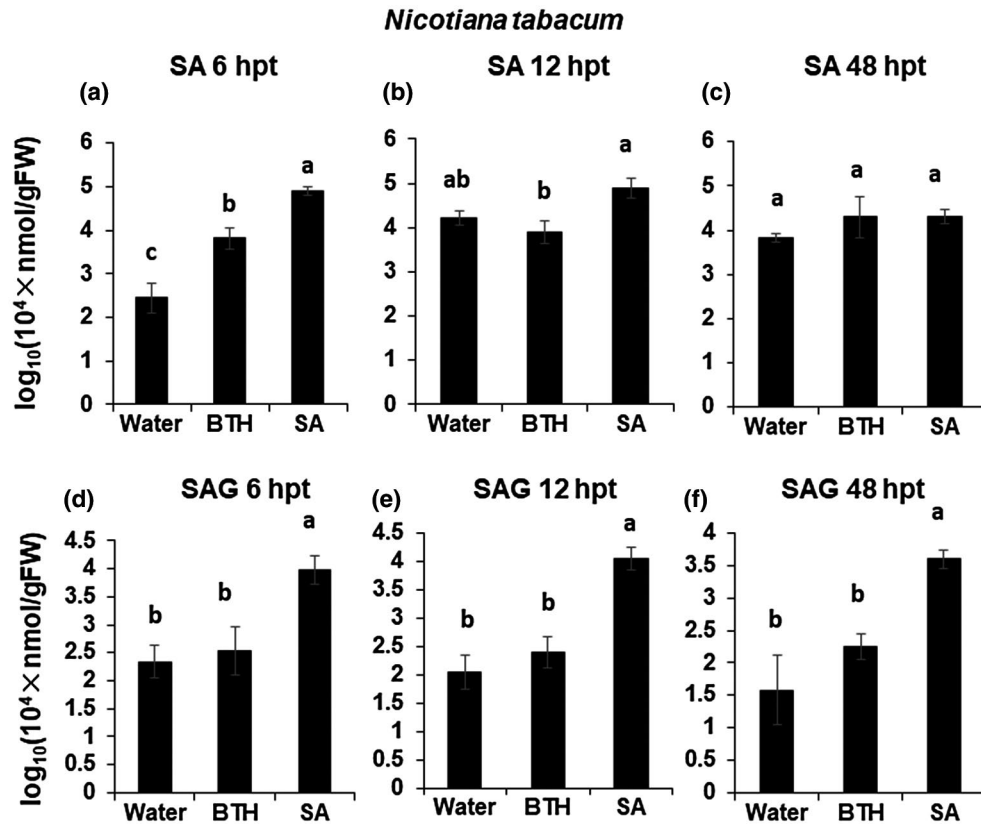 Nicotiana tabacum
SA 6 hpt
SA 12 hpt
SA 48 hpt
(a)
(b)
(c)
log₁₀(10⁴ × nmol/gFW)
6
5
4
3
2
1
0
c
b
a
Water
BTH
SA
6
5
4
3
2
1
0
ab
b
a
Water
BTH
SA
6
5
4
3
2
1
0
a
a
a
Water
BTH
SA
SAG 6 hpt
SAG 12 hpt
SAG 48 hpt
(d)
(e)
(f)
log₁₀(10⁴ × nmol/gFW)
4.5
4
3.5
3
2.5
2
1.5
1
0.5
0
b
b
a
Water
BTH
SA
4.5
4
3.5
3
2.5
2
1.5
1
0.5
0
b
b
a
Water
BTH
SA
4
3.5
3
2.5
2
1.5
1
0.5
0
b
b
a
Water
BTH
SA